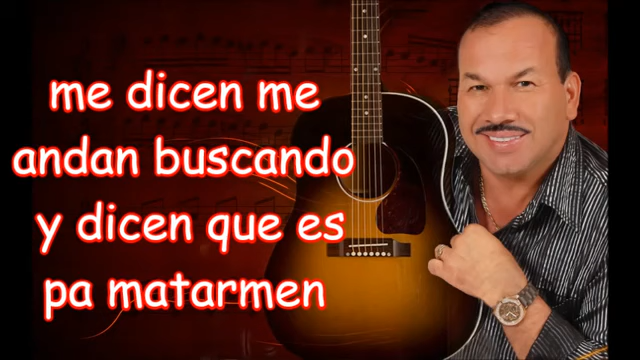 me dicen me
andan buscando
y dicen que es
pa matarmen